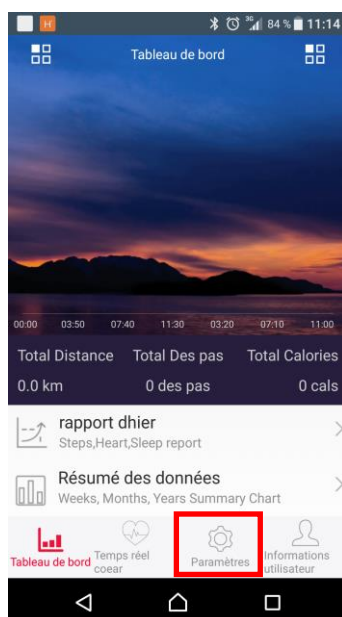 H 3G 84 % 11:14
Tableau de bord
00:00 03:50 07:40 11:30 03:20 07:10 11:00
Total Distance Total Des pas Total Calories
0.0 km 0 des pas 0 cals
rapport dhier
Steps,Heart,Sleep report
Résumé des données
Weeks, Months, Years Summary Chart
Tableau de bord
Temps réel
coear
Paramètres
Informations
utilisateur